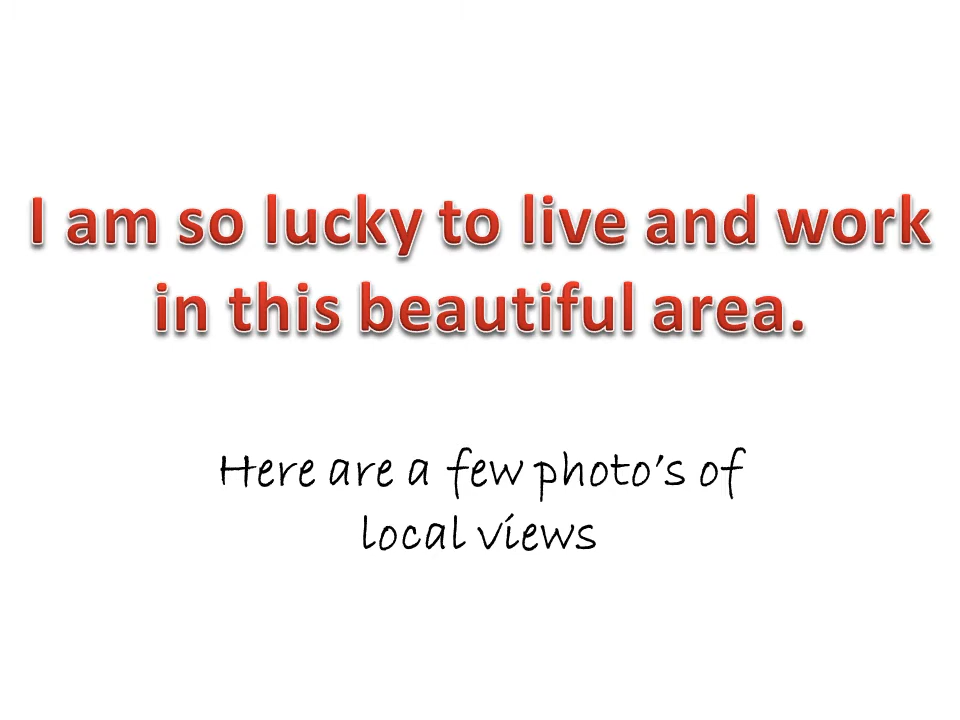 I am so lucky to live and work
in this beautiful area.
Here are a few photo's of
local views